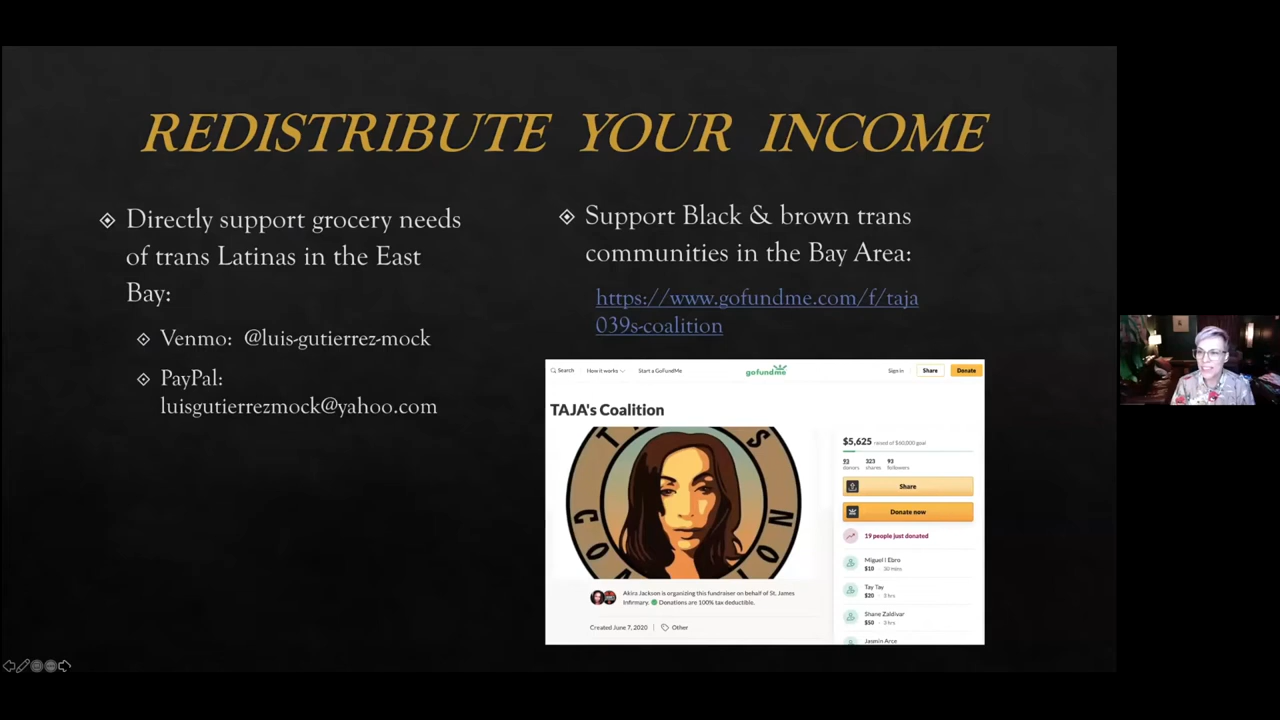 REDISTRIBUTE YOUR INCOME
Directly support grocery needs
of trans Latinas in the East
Bay:
Venmo: @luis-gutierrez-mock
PayPal:
luisgutierrezmock@yahoo.com
Support Black & brown trans
communities in the Bay Area:
https://www.gofundme.com/f/taja
039s-coalition
Search
How it works
Start a GoFundMe
gofundme
Sign in
Share
Donate
TAJA's Coalition
$5,625 raised of $60,000 goal
93 323 93
donors shares followers
Share
Donate now
19 people just donated
Miguel I Ebro
$10 · 30 mins
Tay Tay
$20 · 3 hrs
Shane Zaldivar
$50 · 3 hrs
Jasmin Arce
Akira Jackson is organizing this fundraiser on behalf of St. James
Infirmary. Donations are 100% tax deductible.
Created June 7, 2020 | Other